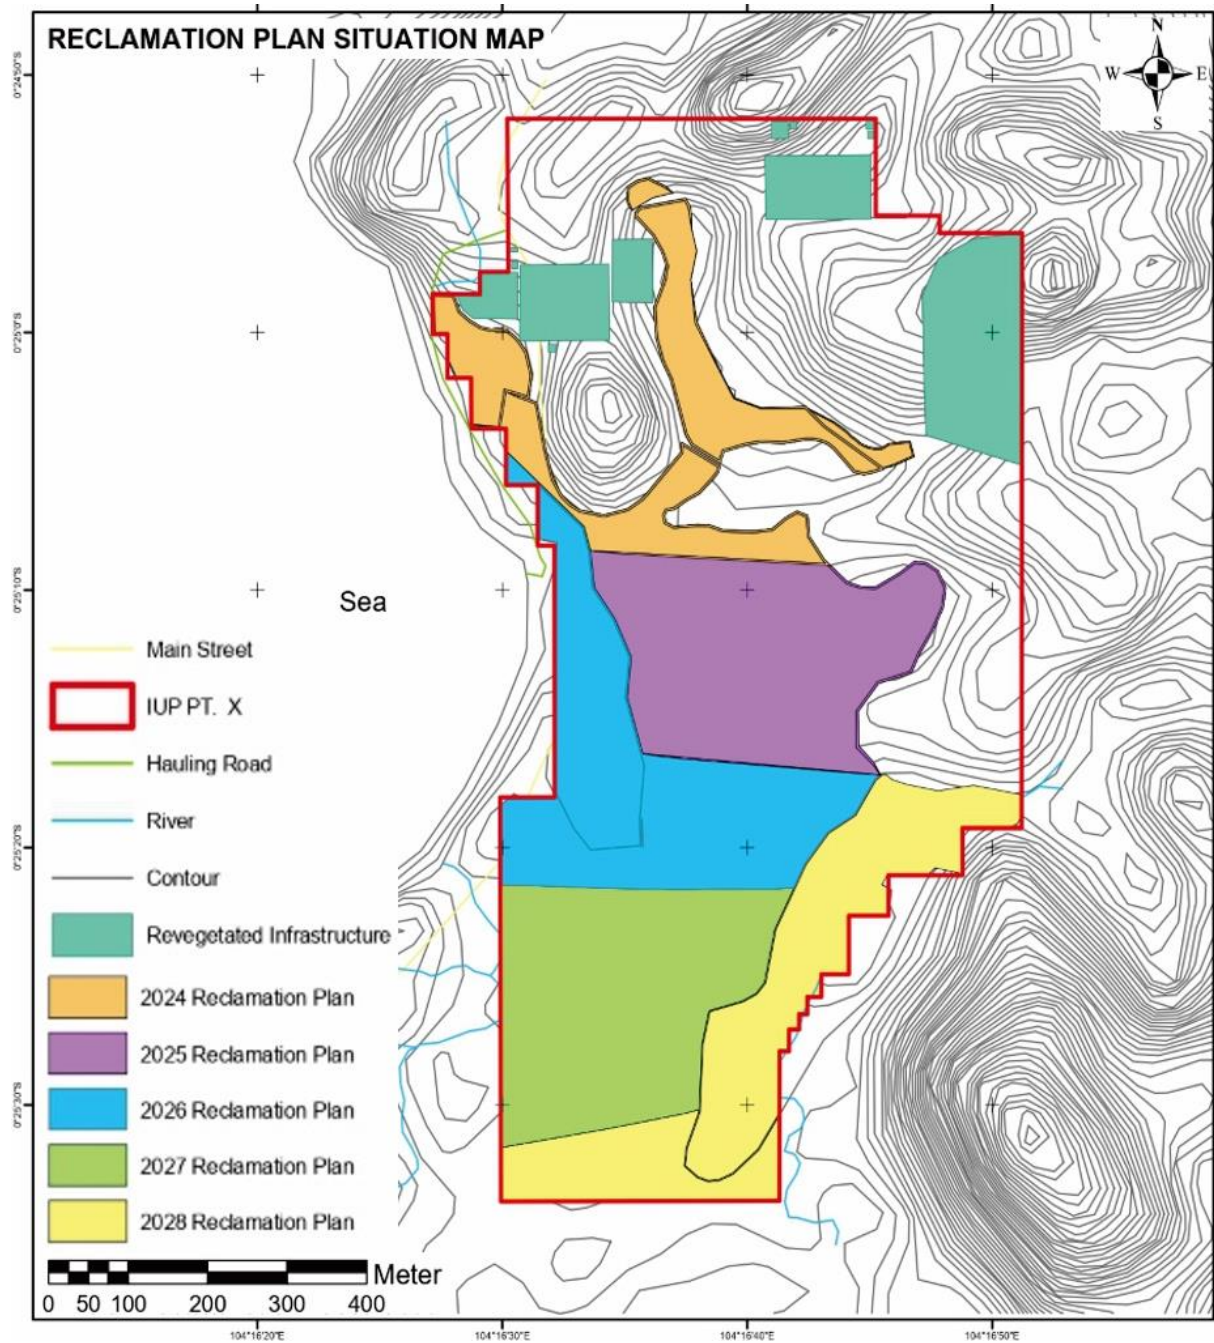 RECLAMATION PLAN SITUATION MAP
N
W E
S
0°24'50"S
0°25'0"S
0°25'10"S
0°25'20"S
0°25'30"S
Sea
Main Street
IUP PT. X
Hauling Road
River
Contour
Revegetated Infrastructure
2024 Reclamation Plan
2025 Reclamation Plan
2026 Reclamation Plan
2027 Reclamation Plan
2028 Reclamation Plan
Meter
0 50 100 200 300 400
104°16'20"E 104°16'30"E 104°16'40"E 104°16'50"E